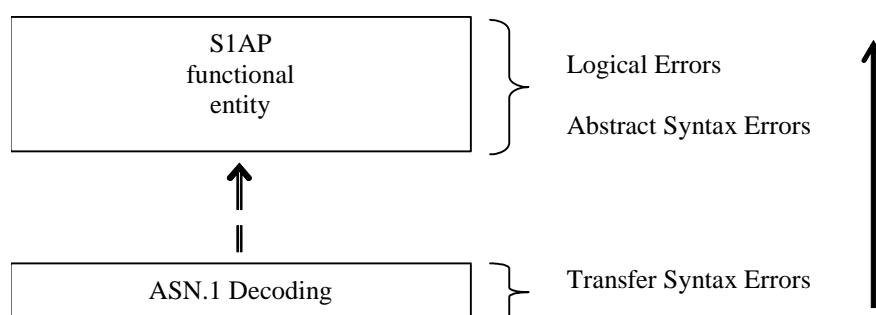 S1AP
functional
entity
Logical Errors
Abstract Syntax Errors
ASN.1 Decoding
Transfer Syntax Errors